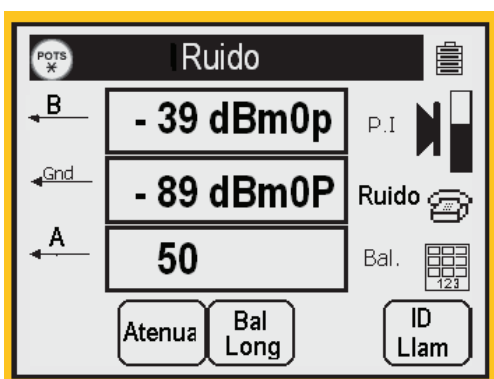 POTS
Ruido
B
- 39 dBm0p
P.I
Gnd
- 89 dBm0P
Ruido
A
50
Bal.
123
Atenua
Bal
Long
ID
Llam